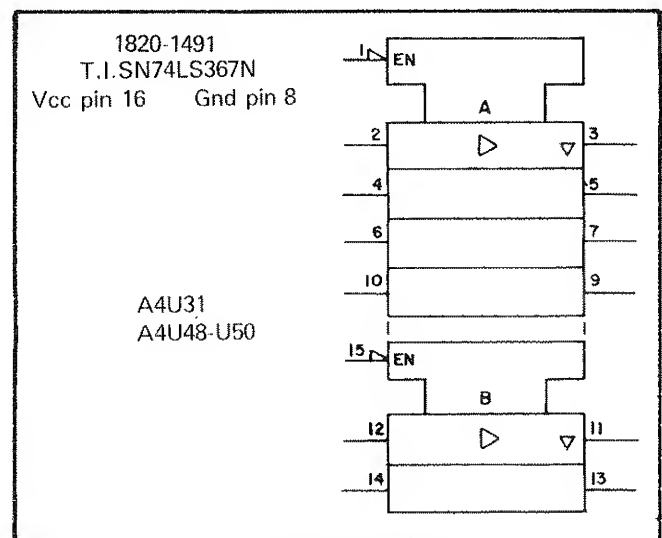 1820-1491
T.I.SN74LS367N
Vcc pin 16 Gnd pin 8
A4U31
A4U48-U50
1 EN
A
2 3
4 5
6 7
10 9
15 EN
B
12 11
14 13